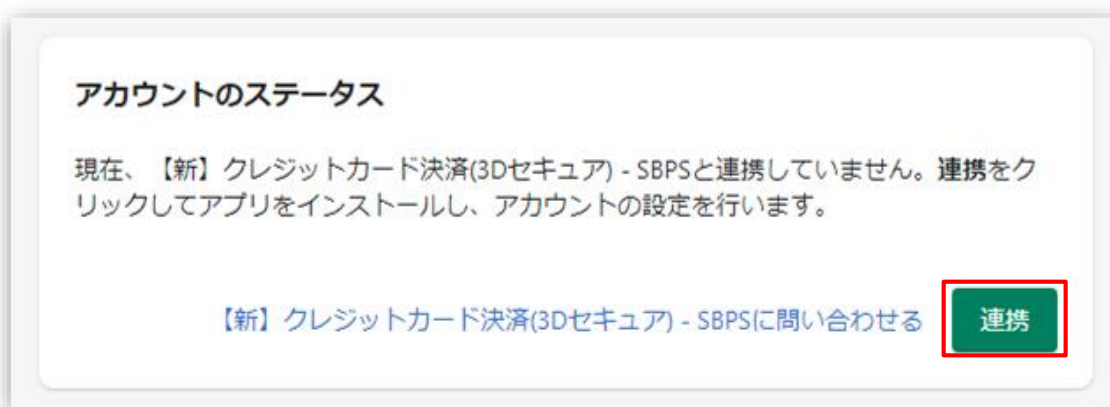 アカウントのステータス
現在、【新】クレジットカード決済(3Dセキュア) - SBPSと連携していません。連携をク
リックしてアプリをインストールし、アカウントの設定を行います。
【新】クレジットカード決済(3Dセキュア) - SBPSに問い合わせる
連携